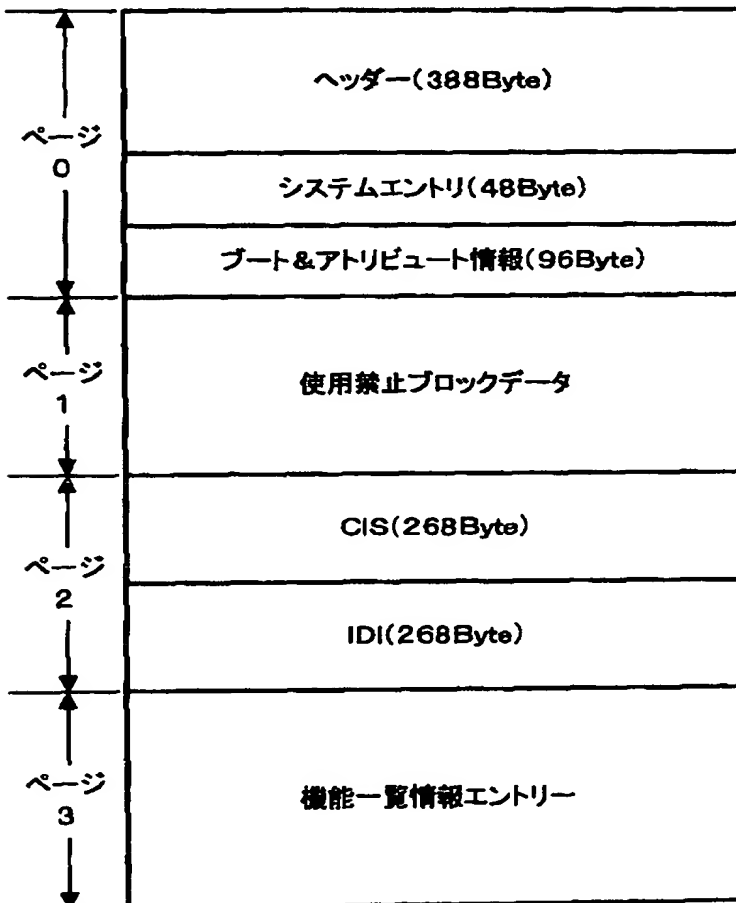 ページ
0
ヘッダー(388Byte)
システムエントリ(48Byte)
ブート&アトリビュート情報(96Byte)
ページ
1
使用禁止ブロックデータ
ページ
2
CIS(268Byte)
IDI(268Byte)
ページ
3
機能一覧情報エントリー